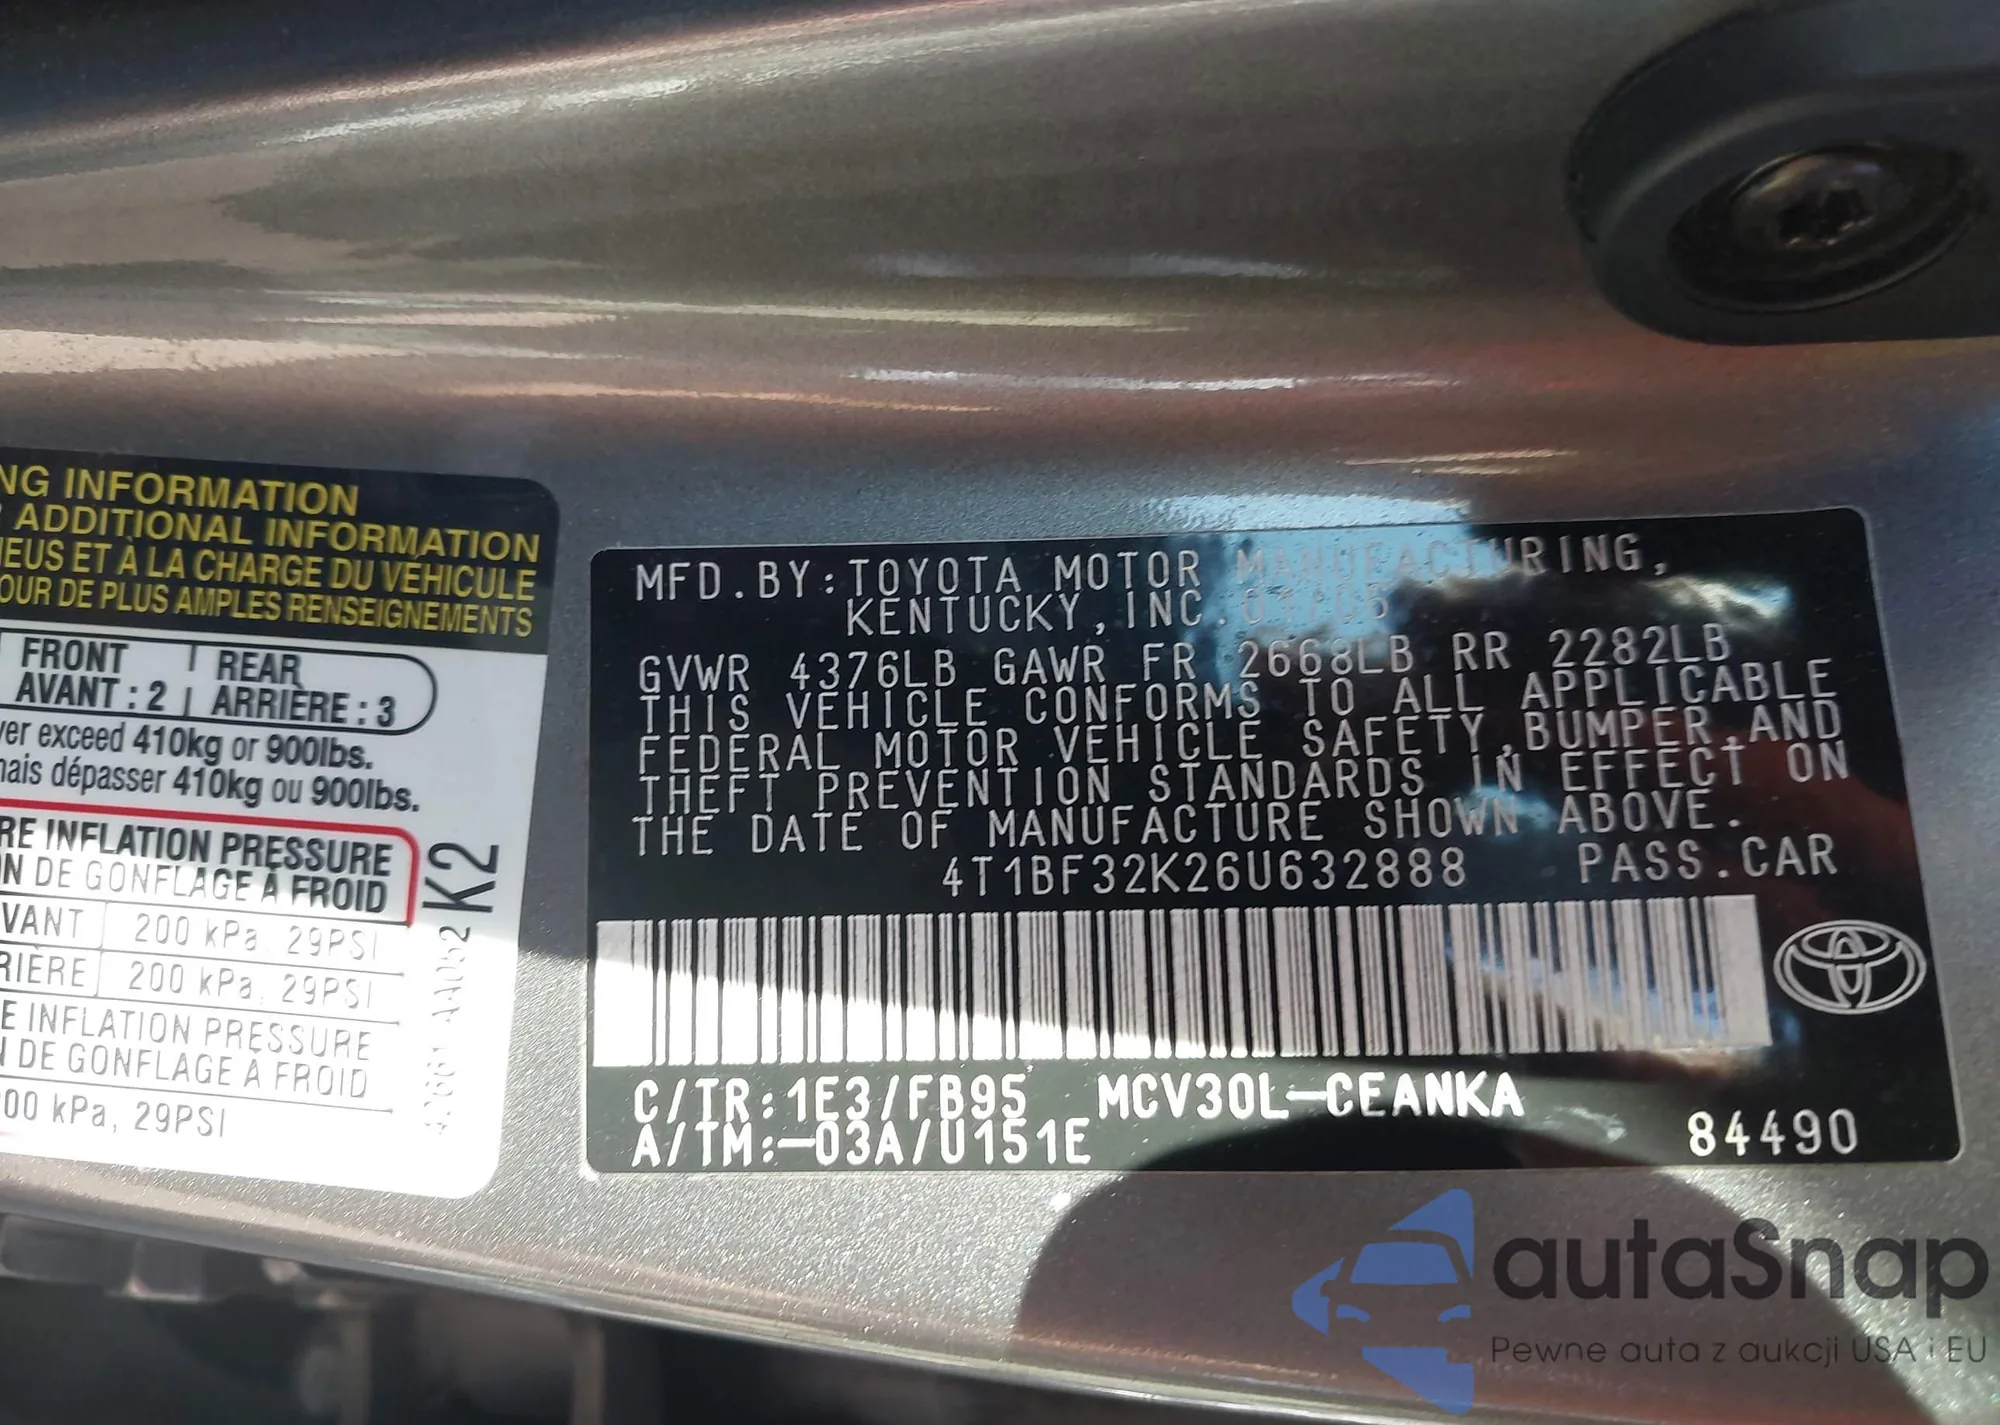 NG INFORMATION
ADDITIONAL INFORMATION
NEUS ET À LA CHARGE DU VÉHICULE
OUR DE PLUS AMPLES RENSEIGNEMENTS
FRONT REAR
AVANT : 2 ARRIÈRE : 3
ver exceed 410kg or 900lbs.
mais dépasser 410kg ou 900lbs.
RE INFLATION PRESSURE
N DE GONFLAGE À FROID
VANT 200 kPa, 29PSI
RIÈRE 200 kPa, 29PSI
E INFLATION PRESSURE
N DE GONFLAGE À FROID
00 kPa, 29PSI
K2
MFD.BY:TOYOTA MOTOR MANUFACTURING,
KENTUCKY,INC.
GVWR 4376LB GAWR FR 2668LB RR 2282LB
THIS VEHICLE CONFORMS TO ALL APPLICABLE
FEDERAL MOTOR VEHICLE SAFETY,BUMPER,AND
THEFT PREVENTION STANDARDS IN EFFECT ON
THE DATE OF MANUFACTURE SHOWN ABOVE.
4T1BF32K26U632888 PASS.CAR
C/TR:1E3/FB95 MCV30L-CEANKA
A/TM:-03A/U151E
84490
autaSnap
Pewne auta z aukcji USA i EU